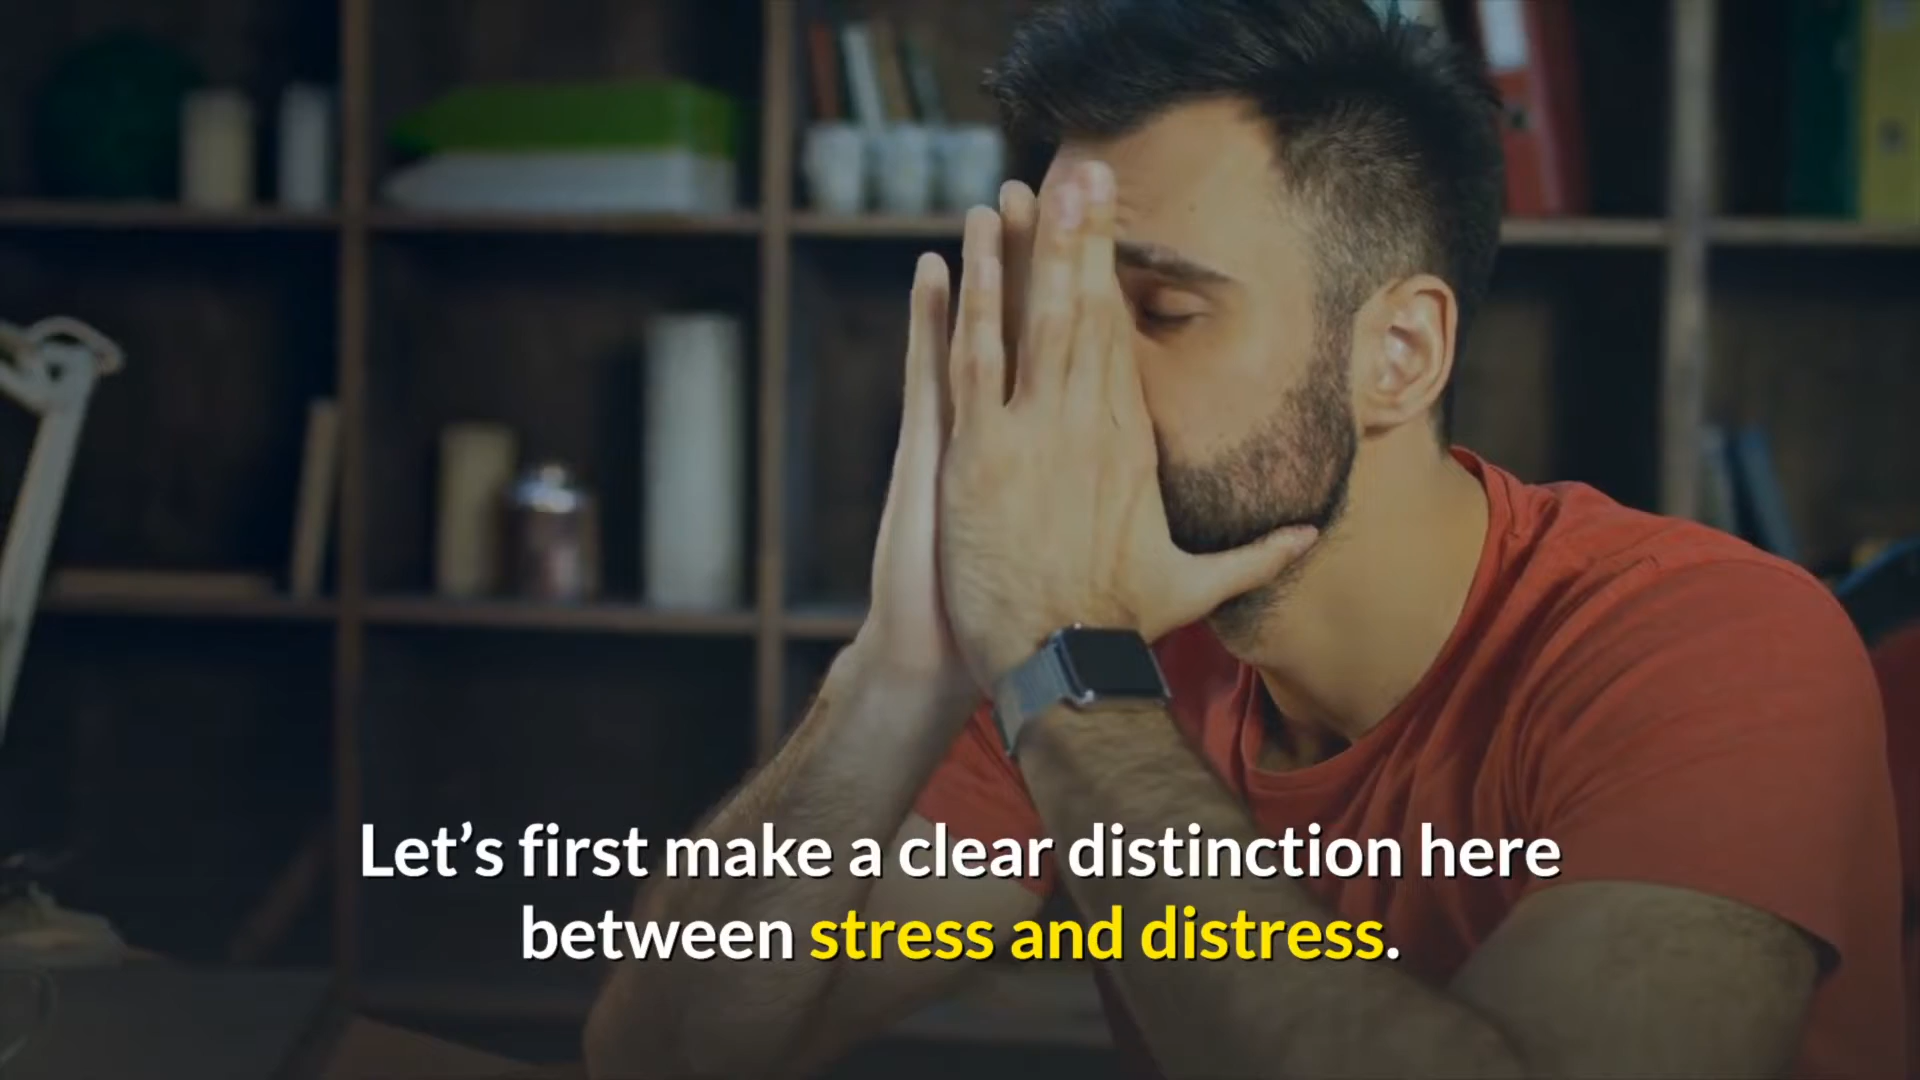 Let’s first make a clear distinction here
between stress and distress.